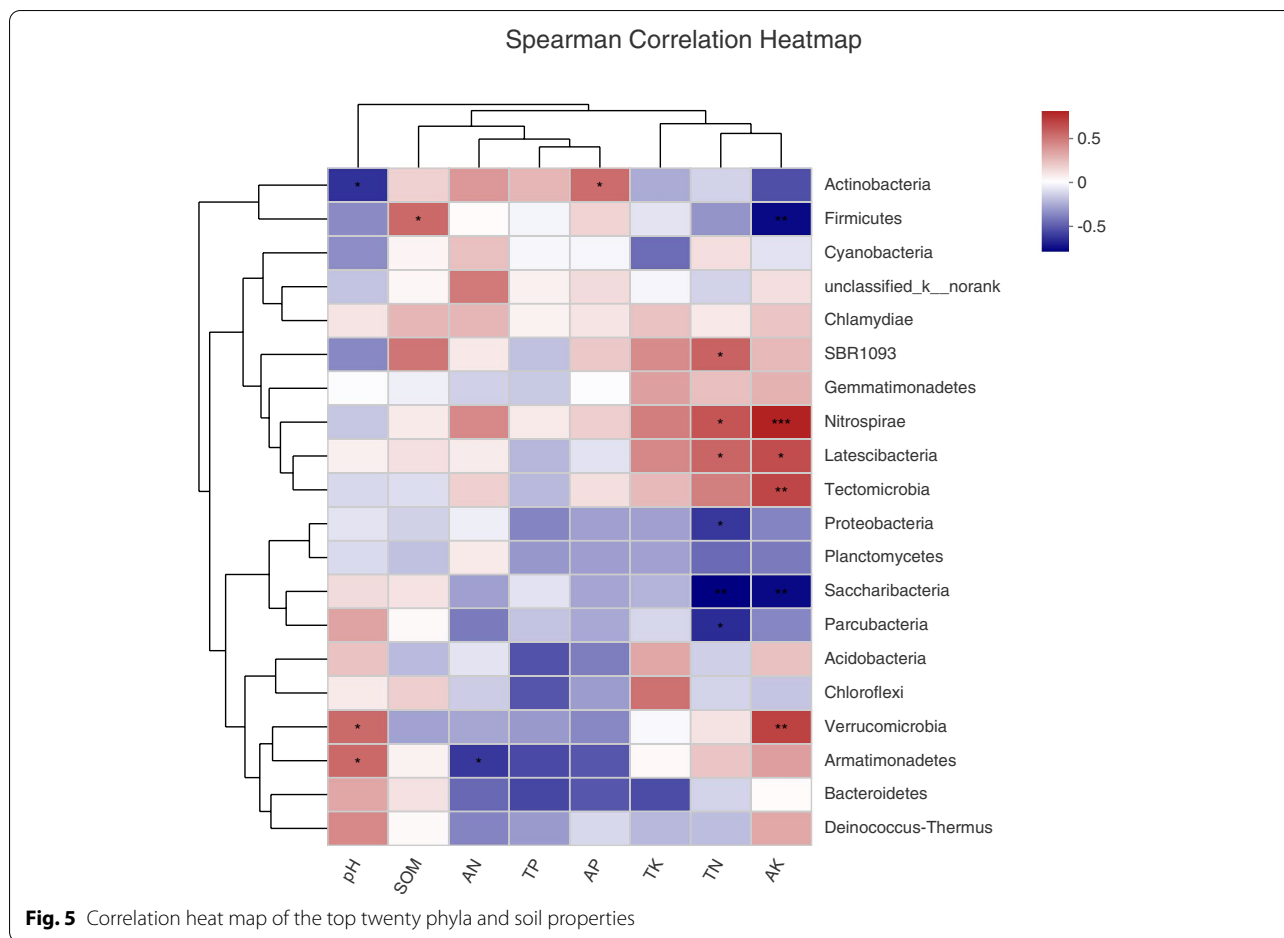 Spearman Correlation Heatmap
0.5
0
-0.5
* * Actinobacteria
* ** Firmicutes
Cyanobacteria
unclassified_k__norank
Chlamydiae
* SBR1093
Gemmatimonadetes
* *** Nitrospirae
* * Latescibacteria
** Tectomicrobia
* Proteobacteria
Planctomycetes
** ** Saccharibacteria
* Parcubacteria
Acidobacteria
Chloroflexi
* ** Verrucomicrobia
* * Armatimonadetes
Bacteroidetes
Deinococcus-Thermus
pH SOM AN TP AP TK TN AK
Fig. 5 Correlation heat map of the top twenty phyla and soil properties